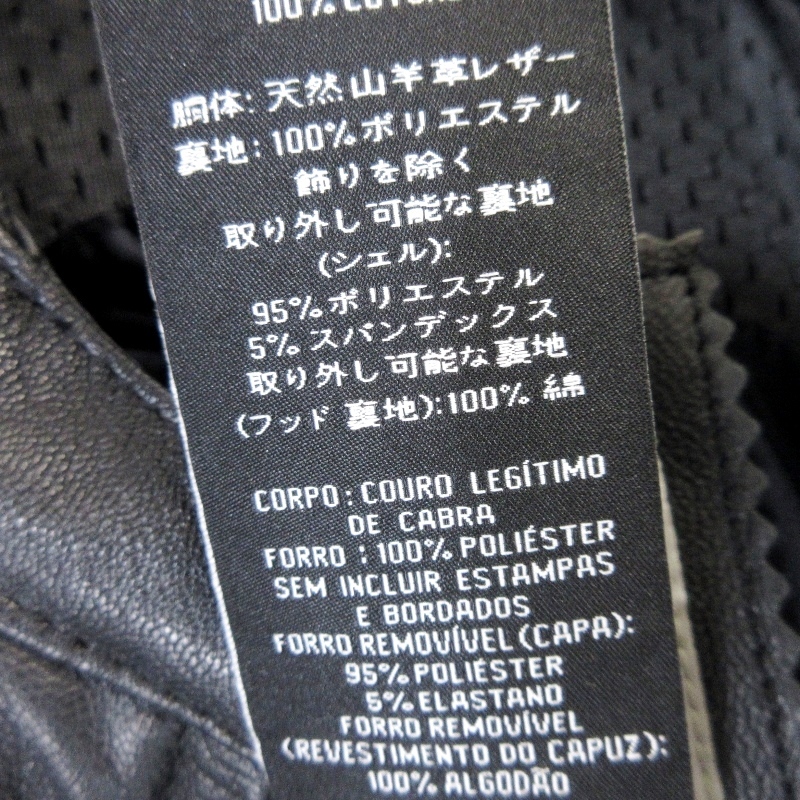 100%
胴体: 天然山羊革レザー
裏地:100%ポリエステル
飾りを除く
取り外し可能な裏地
(シェル):
95%ポリエステル
5%スパンデックス
取り外し可能な裏地
(フッド 裏地):100% 綿
CORPO: COURO LEGÍTIMO
DE CABRA
FORRO : 100% POLIÉSTER
SEM INCLUIR ESTAMPAS
E BORDADOS
FORRO REMOVÍVEL (CAPA):
95% POLIÉSTER
5% ELASTANO
FORRO REMOVÍVEL
(REVESTIMENTO DO CAPUZ):
100% ALGODÃO